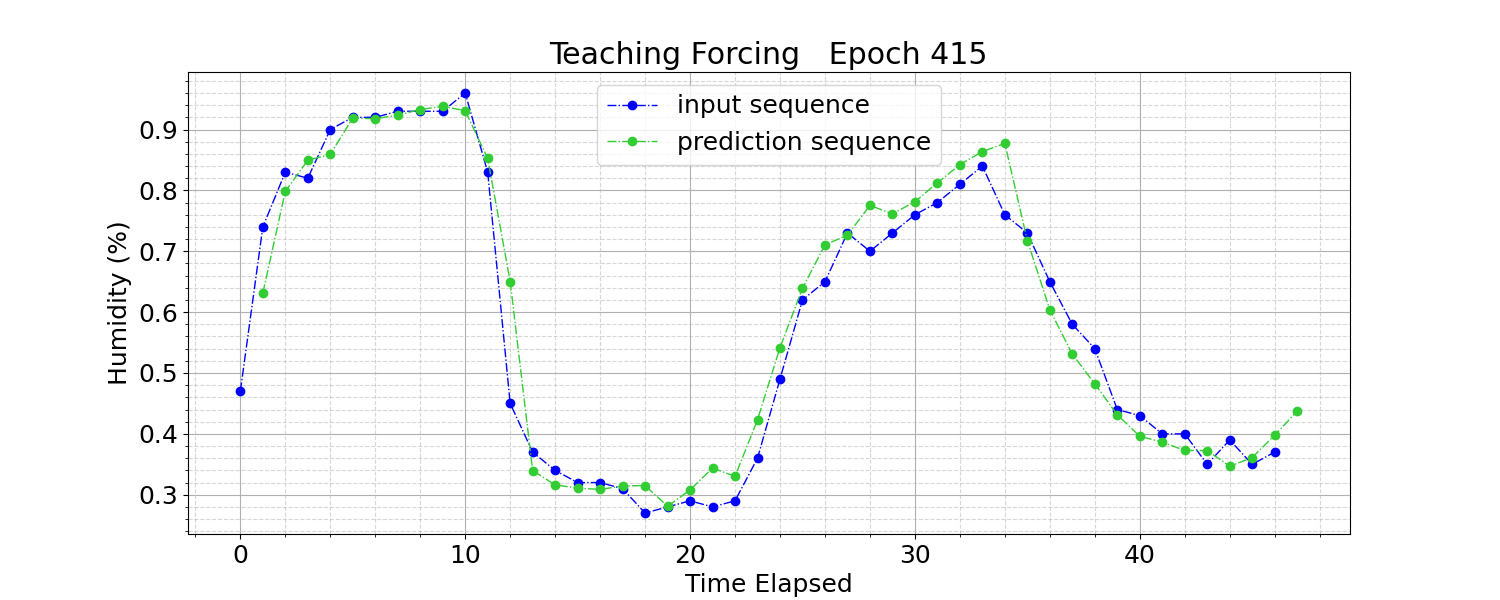 Teaching Forcing   Epoch 415
input sequence
prediction sequence
Humidity (%)
0.9
0.8
0.7
0.6
0.5
0.4
0.3
0 10 20 30 40
Time Elapsed